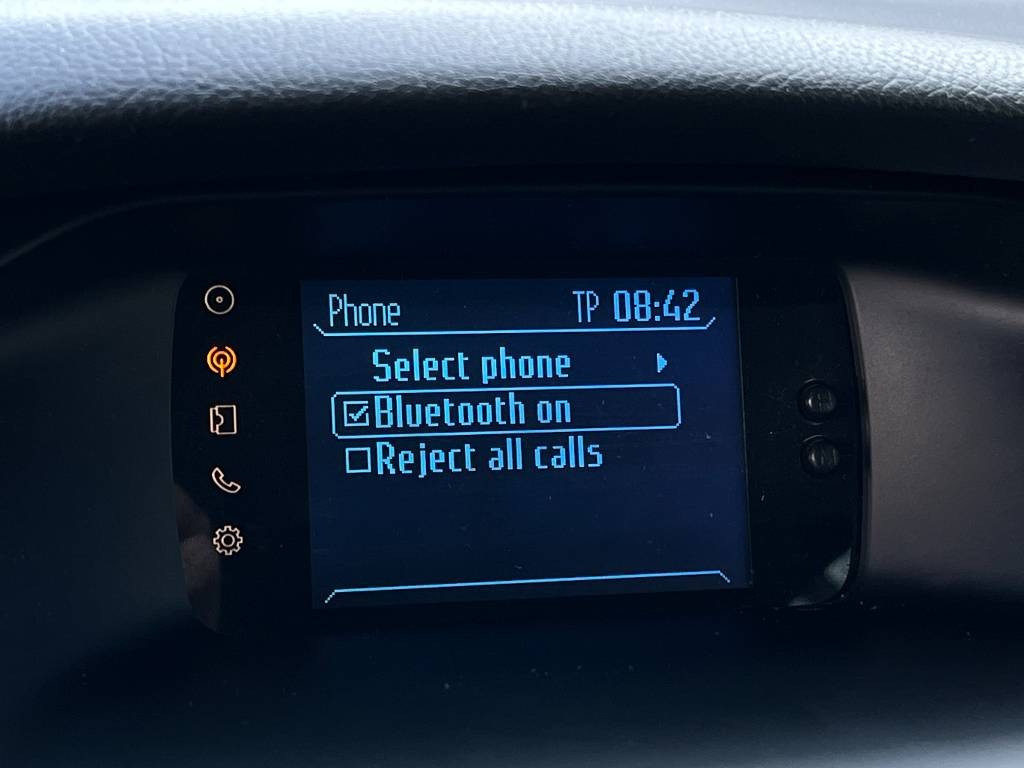 Phone TP 08:42
Select phone
Bluetooth on
Reject all calls